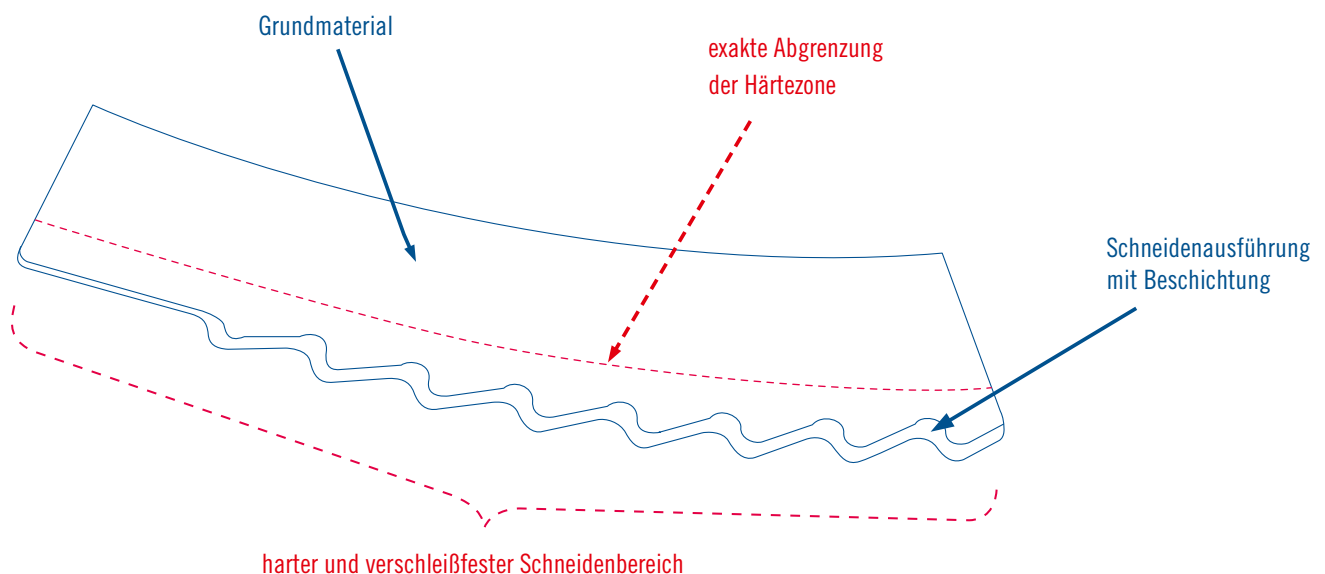 Grundmaterial
exakte Abgrenzung
der Härtezone
Schneidenausführung
mit Beschichtung
harter und verschleißfester Schneidenbereich